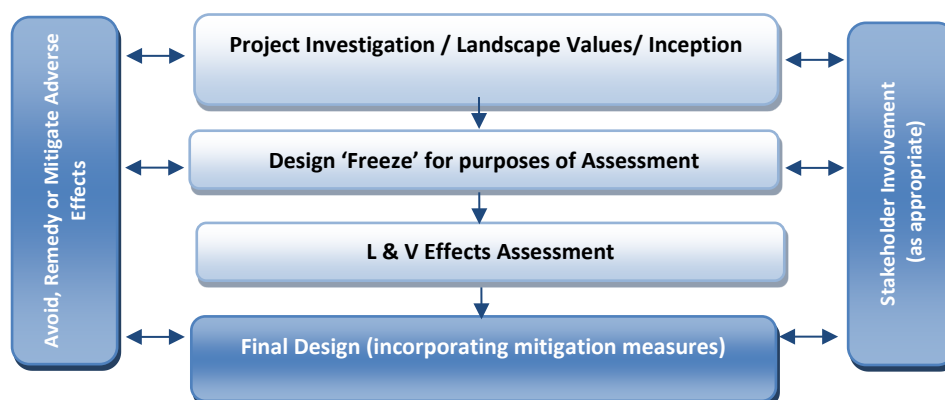 Avoid, Remedy or Mitigate Adverse
Effects
Project Investigation / Landscape Values/ Inception
Design ‘Freeze’ for purposes of Assessment
L & V Effects Assessment
Final Design (incorporating mitigation measures)
Stakeholder Involvement
(as appropriate)